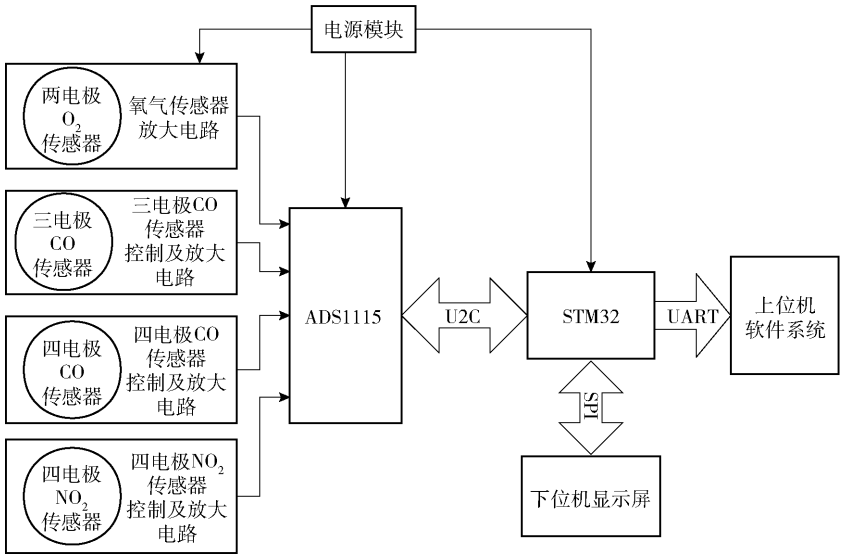 电源模块
两电极
O₂
传感器
氧气传感器
放大电路
三电极
CO
传感器
三电极CO
传感器
控制及放大
电路
四电极
CO
传感器
四电极CO
传感器
控制及放大
电路
四电极
NO₂
传感器
四电极NO₂
传感器
控制及放大
电路
ADS1115
U2C
STM32
UART
上位机
软件系统
SPI
下位机显示屏